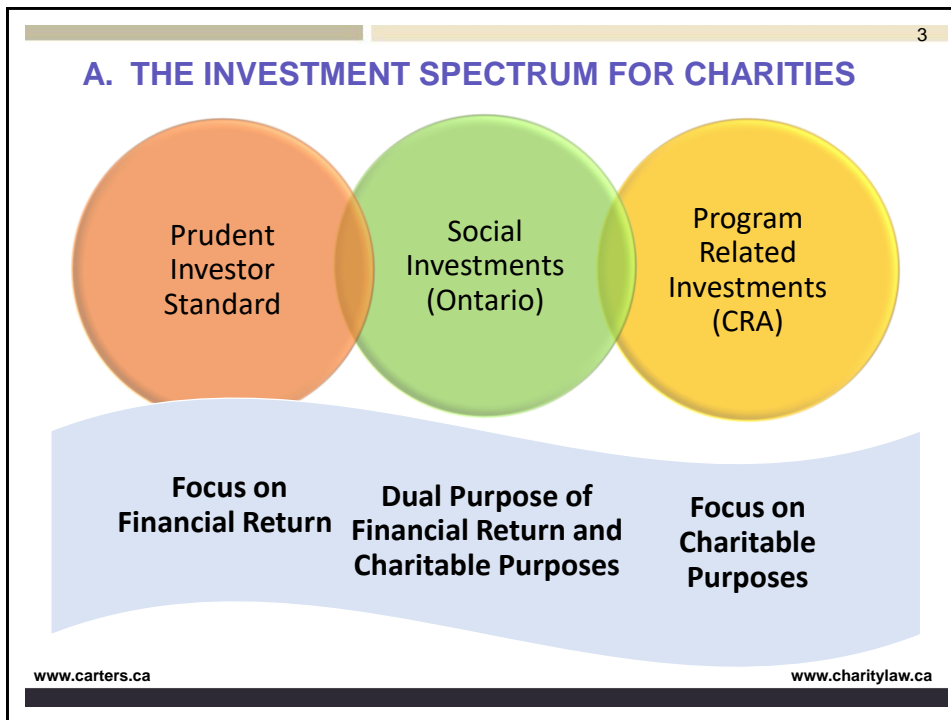 3
A. THE INVESTMENT SPECTRUM FOR CHARITIES
Prudent
Investor
Standard
Social
Investments
(Ontario)
Program
Related
Investments
(CRA)
Focus on
Financial Return
Dual Purpose of
Financial Return and
Charitable Purposes
Focus on
Charitable
Purposes
www.carters.ca
www.charitylaw.ca